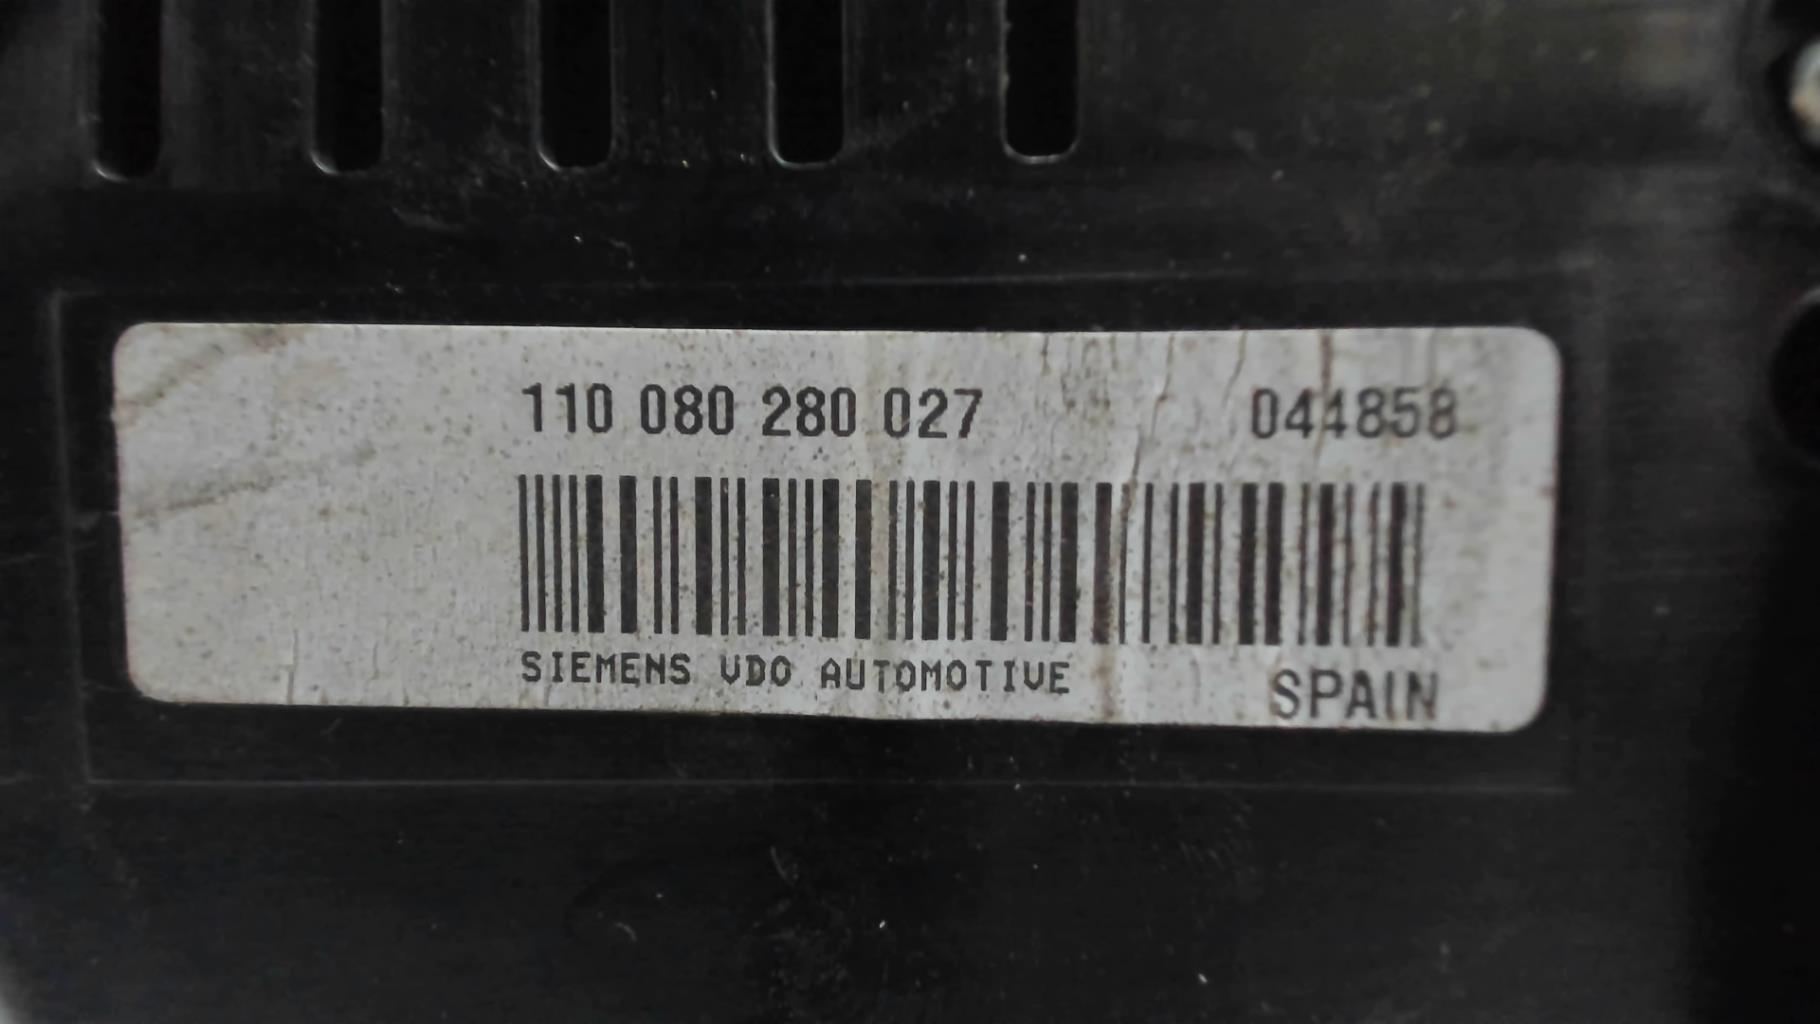 110 080 280 027 044858
SIEMENS VDO AUTOMOTIVE
SPAIN